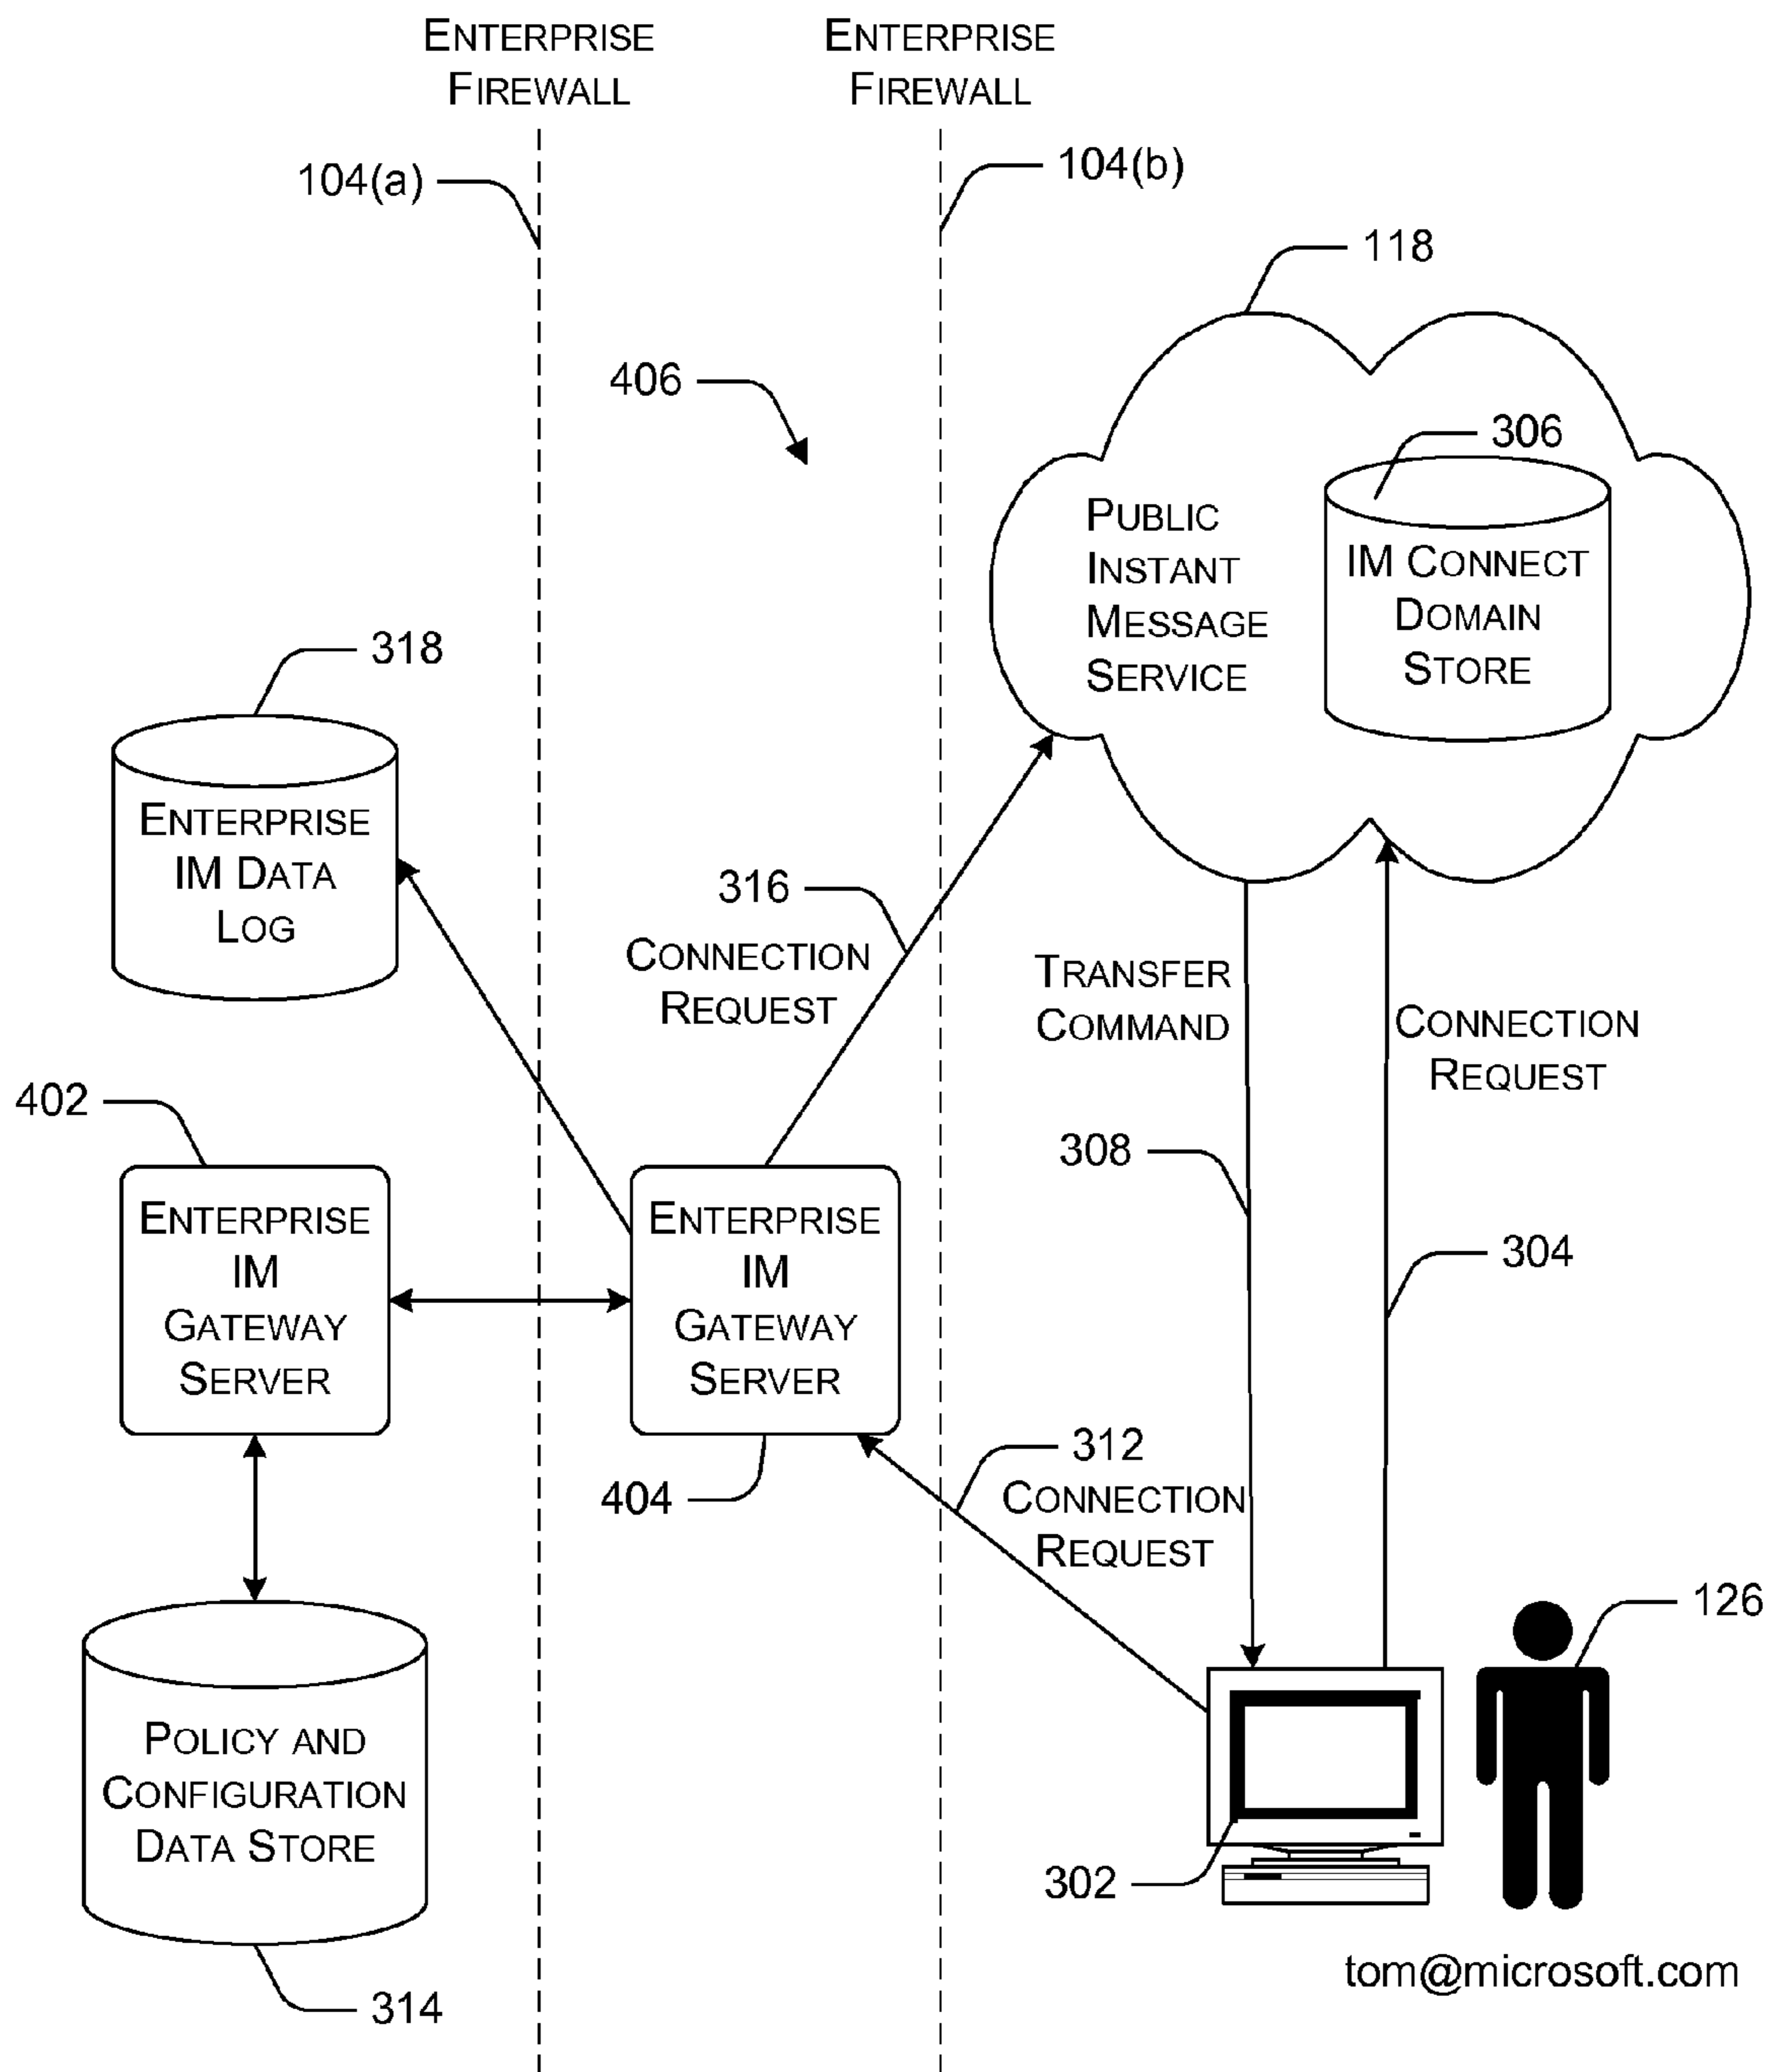 ENTERPRISE
FIREWALL
ENTERPRISE
FIREWALL
104(a)
104(b)
118
406
306
PUBLIC
INSTANT
MESSAGE
SERVICE
IM CONNECT
DOMAIN
STORE
318
ENTERPRISE
IM DATA
LOG
316
CONNECTION
REQUEST
TRANSFER
COMMAND
CONNECTION
REQUEST
402
308
304
ENTERPRISE
IM
GATEWAY
SERVER
ENTERPRISE
IM
GATEWAY
SERVER
404
312
CONNECTION
REQUEST
126
POLICY AND
CONFIGURATION
DATA STORE
302
314
tom@microsoft.com